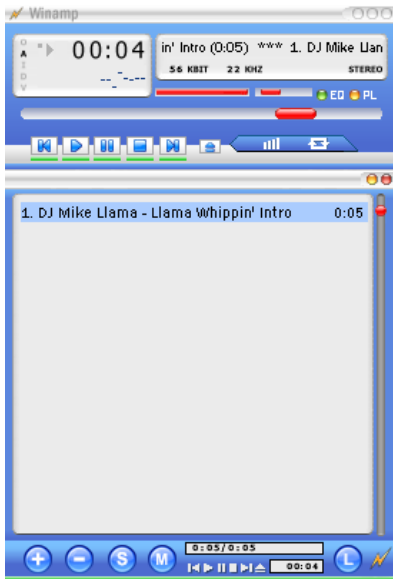 Winamp
O
A
I
D
V
00:04
in' Intro (0:05) *** 1. DJ Mike Llan
56 KBIT 22 KHZ STEREO
EQ PL
1. DJ Mike Llama - Llama Whippin' Intro 0:05
S M
0:05/0:05
00:04
L